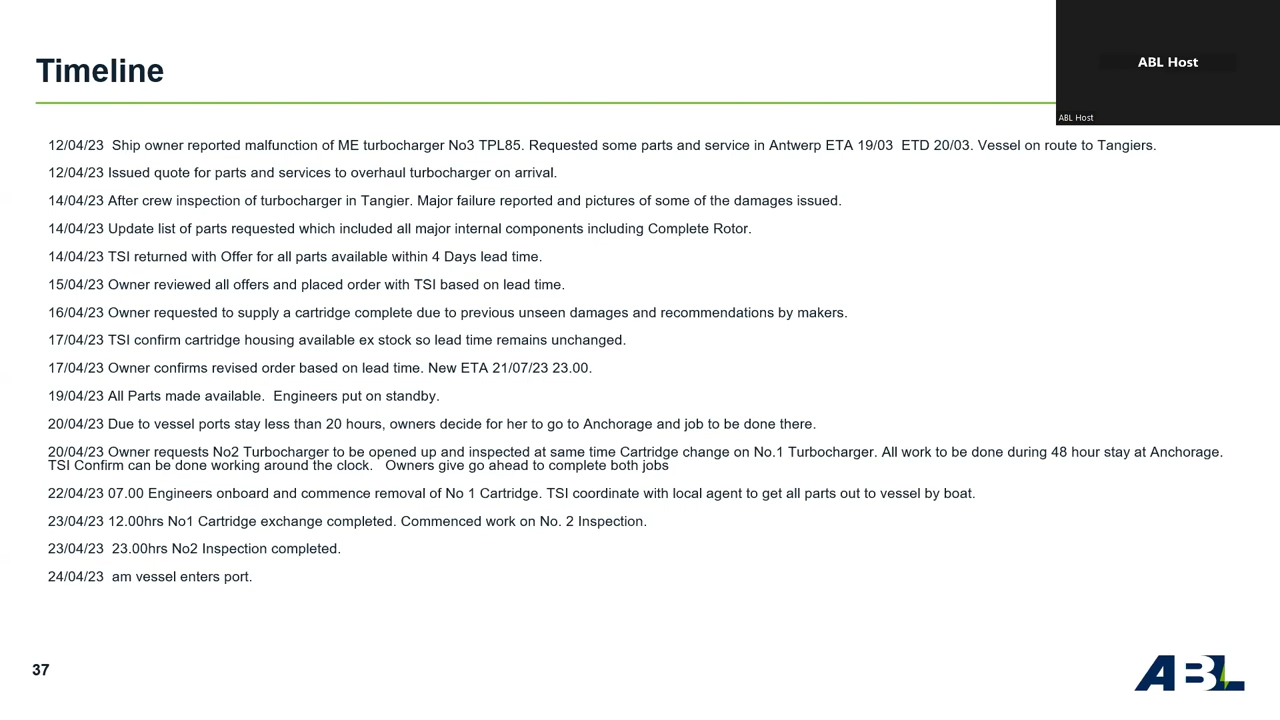 ABL Host
ABL Host
Timeline
12/04/23  Ship owner reported malfunction of ME turbocharger No3 TPL85. Requested some parts and service in Antwerp ETA 19/03  ETD 20/03. Vessel on route to Tangiers.
12/04/23 Issued quote for parts and services to overhaul turbocharger on arrival.
14/04/23 After crew inspection of turbocharger in Tangier. Major failure reported and pictures of some of the damages issued.
14/04/23 Update list of parts requested which included all major internal components including Complete Rotor.
14/04/23 TSI returned with Offer for all parts available within 4 Days lead time.
15/04/23 Owner reviewed all offers and placed order with TSI based on lead time.
16/04/23 Owner requested to supply a cartridge complete due to previous unseen damages and recommendations by makers.
17/04/23 TSI confirm cartridge housing available ex stock so lead time remains unchanged.
17/04/23 Owner confirms revised order based on lead time. New ETA 21/07/23 23.00.
19/04/23 All Parts made available.  Engineers put on standby.
20/04/23 Due to vessel ports stay less than 20 hours, owners decide for her to go to Anchorage and job to be done there.
20/04/23 Owner requests No2 Turbocharger to be opened up and inspected at same time Cartridge change on No.1 Turbocharger. All work to be done during 48 hour stay at Anchorage.
TSI Confirm can be done working around the clock.   Owners give go ahead to complete both jobs
22/04/23 07.00 Engineers onboard and commence removal of No 1 Cartridge. TSI coordinate with local agent to get all parts out to vessel by boat.
23/04/23 12.00hrs No1 Cartridge exchange completed. Commenced work on No. 2 Inspection.
23/04/23  23.00hrs No2 Inspection completed.
24/04/23  am vessel enters port.
37
ABL